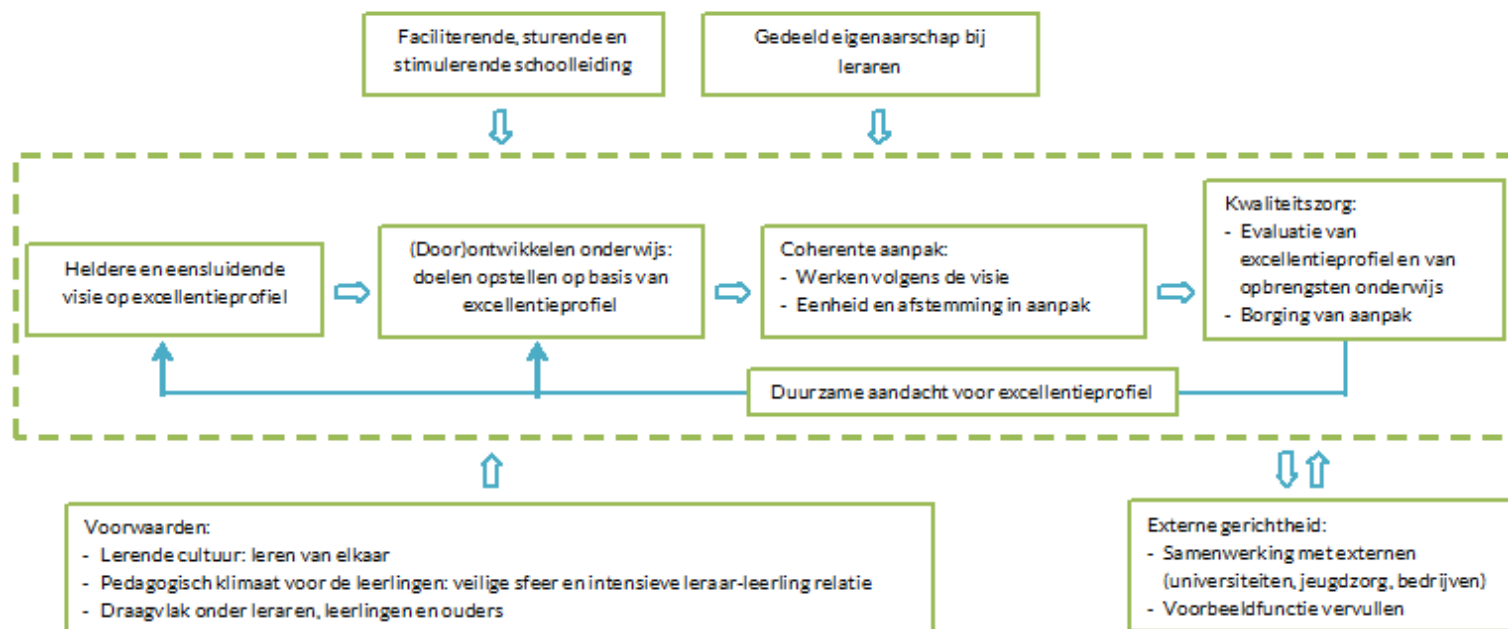 Faciliterende, sturende en
stimulerende schoolleiding
Gedeeld eigenaarschap bij
leraren
Heldere en eensluidende
visie op excellentieprofiel
(Door)ontwikkelen onderwijs:
doelen opstellen op basis van
excellentieprofiel
Coherente aanpak:
- Werken volgens de visie
- Eenheid en afstemming in aanpak
Kwaliteitszorg:
- Evaluatie van
excellentieprofiel en van
opbrengsten onderwijs
- Borging van aanpak
Duurzame aandacht voor excellentieprofiel
Voorwaarden:
- Lerende cultuur: leren van elkaar
- Pedagogisch klimaat voor de leerlingen: veilige sfeer en intensieve leraar-leerling relatie
- Draagvlak onder leraren, leerlingen en ouders
Externe gerichtheid:
- Samenwerking met externen
(universiteiten, jeugdzorg, bedrijven)
- Voorbeeldfunctie vervullen